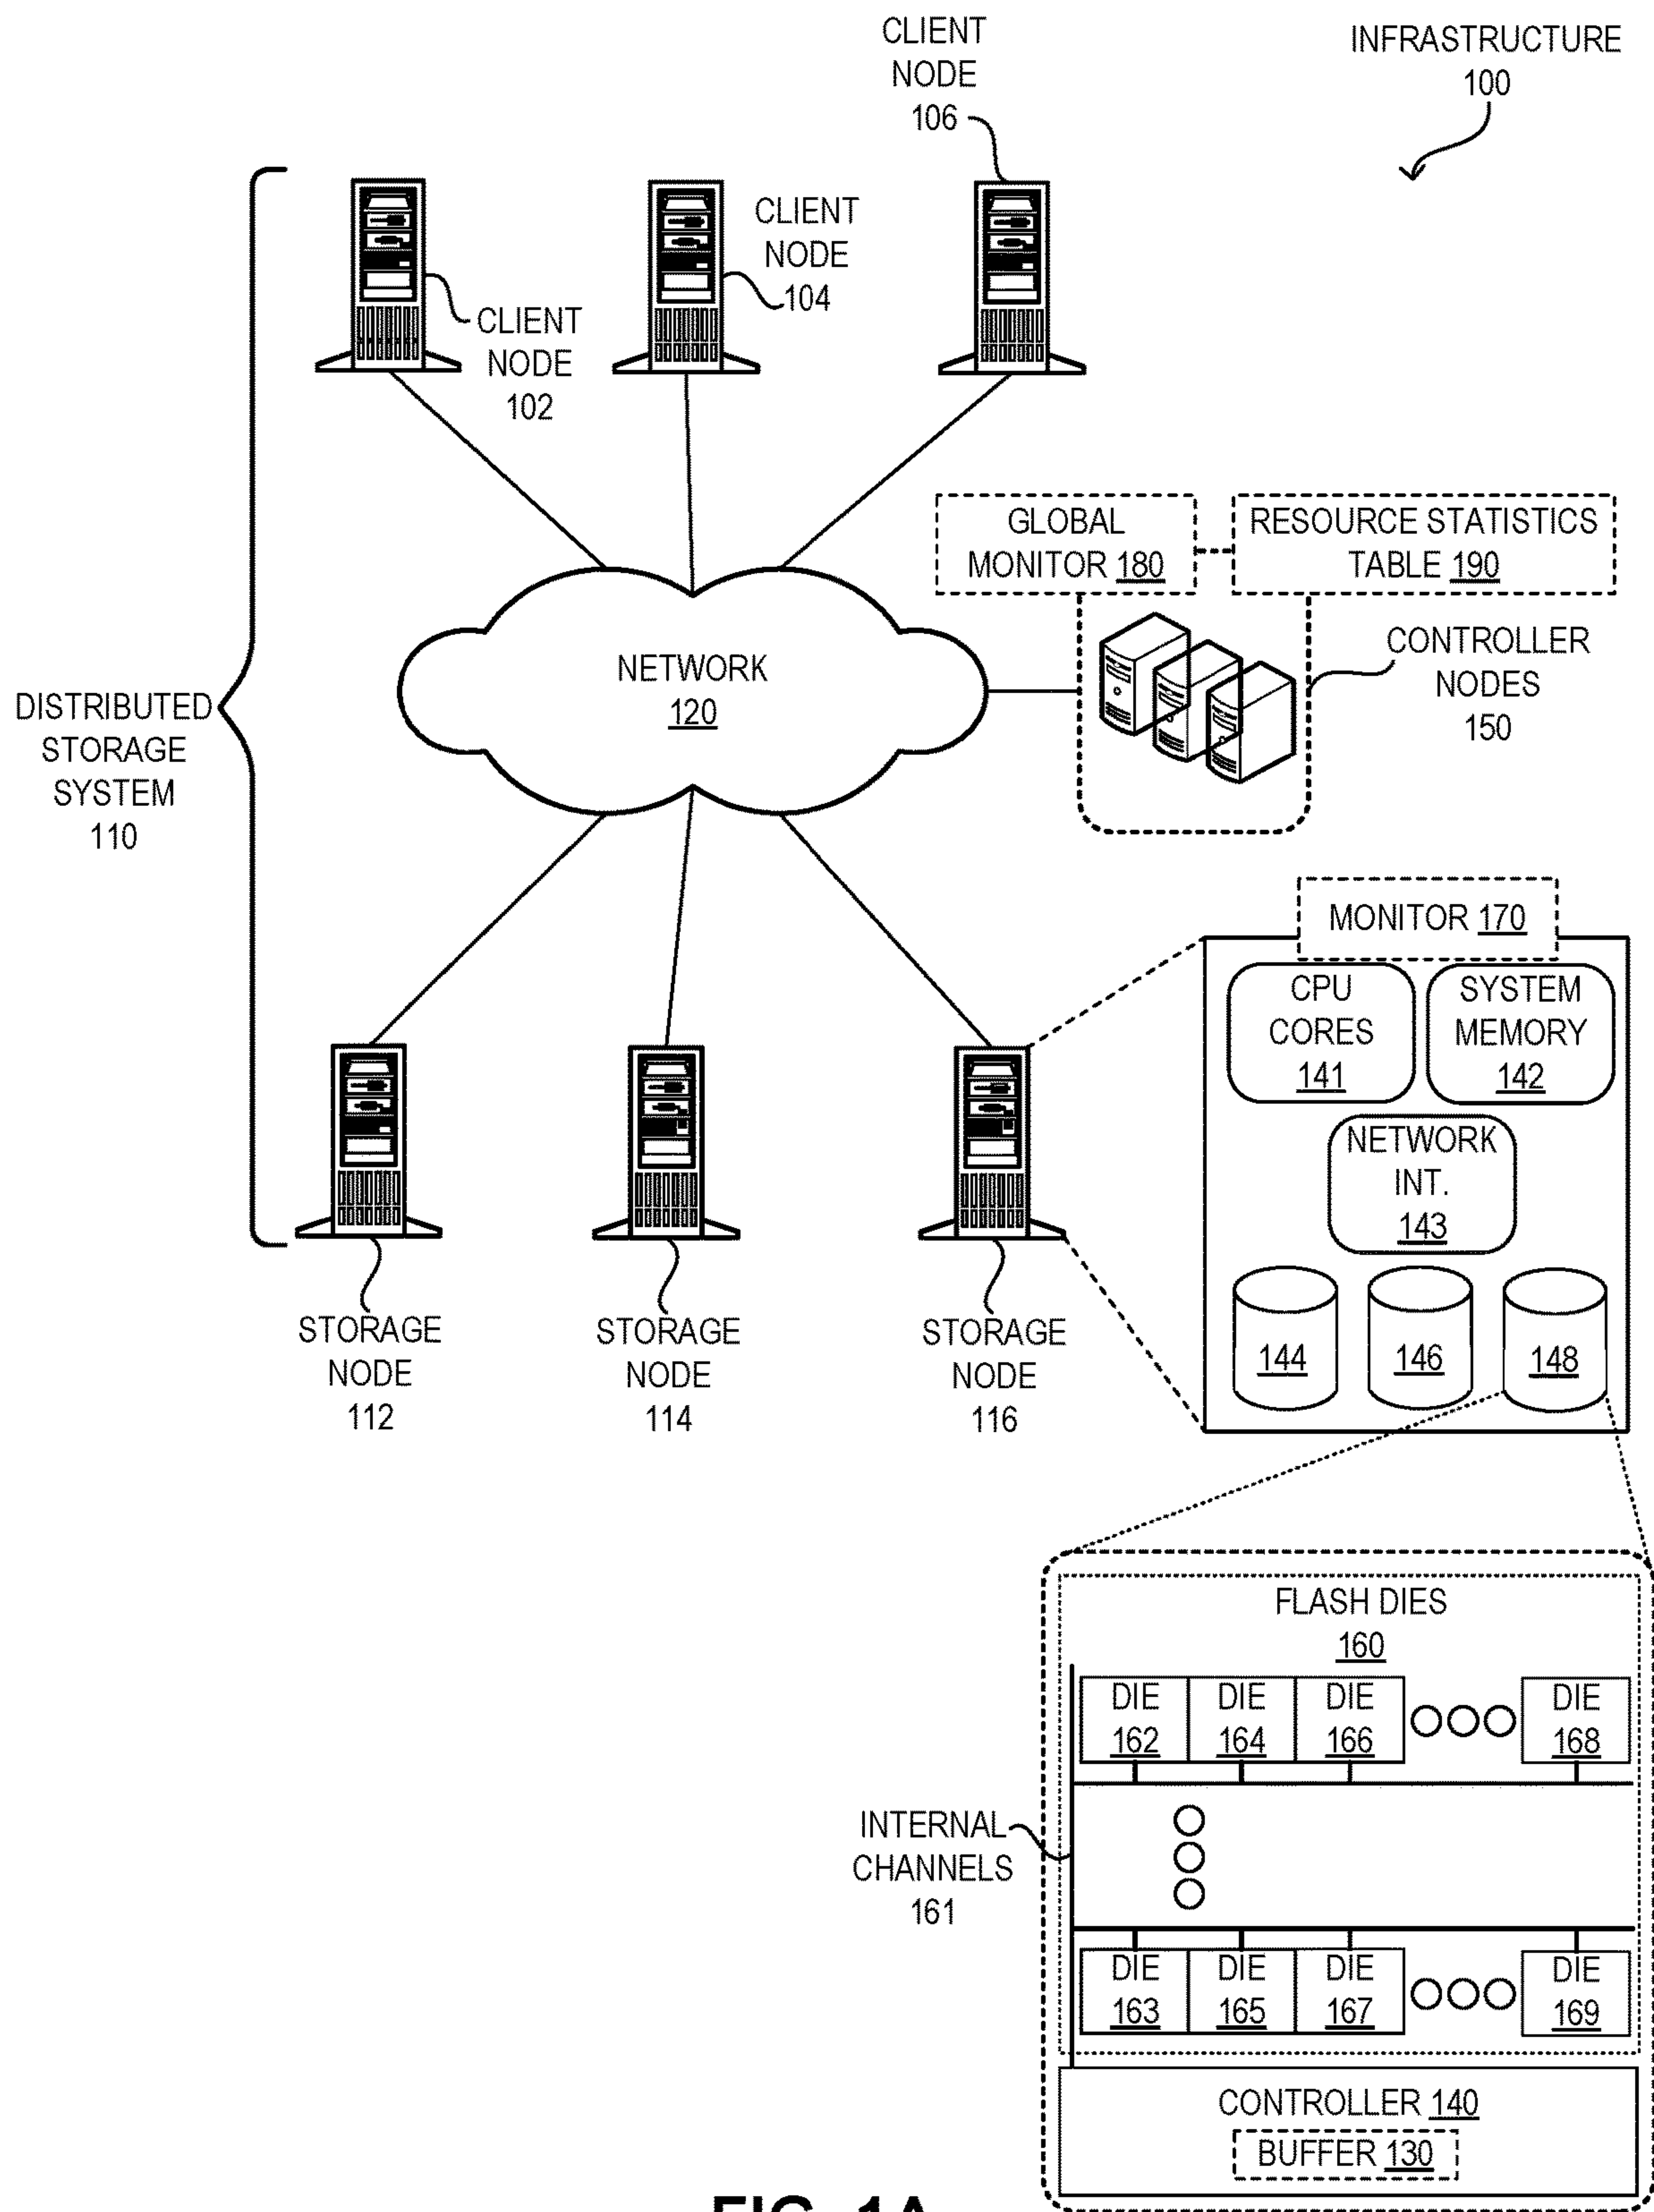 CLIENT
NODE
106
INFRASTRUCTURE
100
CLIENT
NODE
104
CLIENT
NODE
102
GLOBAL
MONITOR 180
RESOURCE STATISTICS
TABLE 190
NETWORK
120
CONTROLLER
NODES
150
DISTRIBUTED
STORAGE
SYSTEM
110
MONITOR 170
CPU
CORES
141
SYSTEM
MEMORY
142
NETWORK
INT.
143
144
146
148
STORAGE
NODE
112
STORAGE
NODE
114
STORAGE
NODE
116
FLASH DIES
160
DIE
162
DIE
164
DIE
166
DIE
168
INTERNAL
CHANNELS
161
DIE
163
DIE
165
DIE
167
DIE
169
CONTROLLER 140
BUFFER 130
FIG. 1A